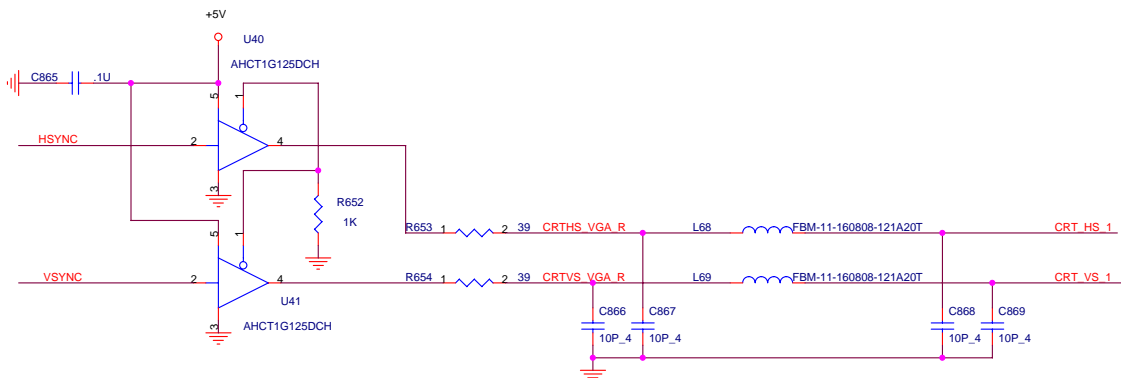 +5V
U40
AHCT1G125DCH
C865 .1U
5
1
HSYNC
2
4
3
R652
1K
5
1
R653 1 2 39 CRTHS_VGA_R L68 FBM-11-160808-121A20T CRT_HS_1
VSYNC
2
4
R654 1 2 39 CRTVS_VGA_R L69 FBM-11-160808-121A20T CRT_VS_1
U41
3
AHCT1G125DCH
C866 C867 C868 C869
10P_4 10P_4 10P_4 10P_4